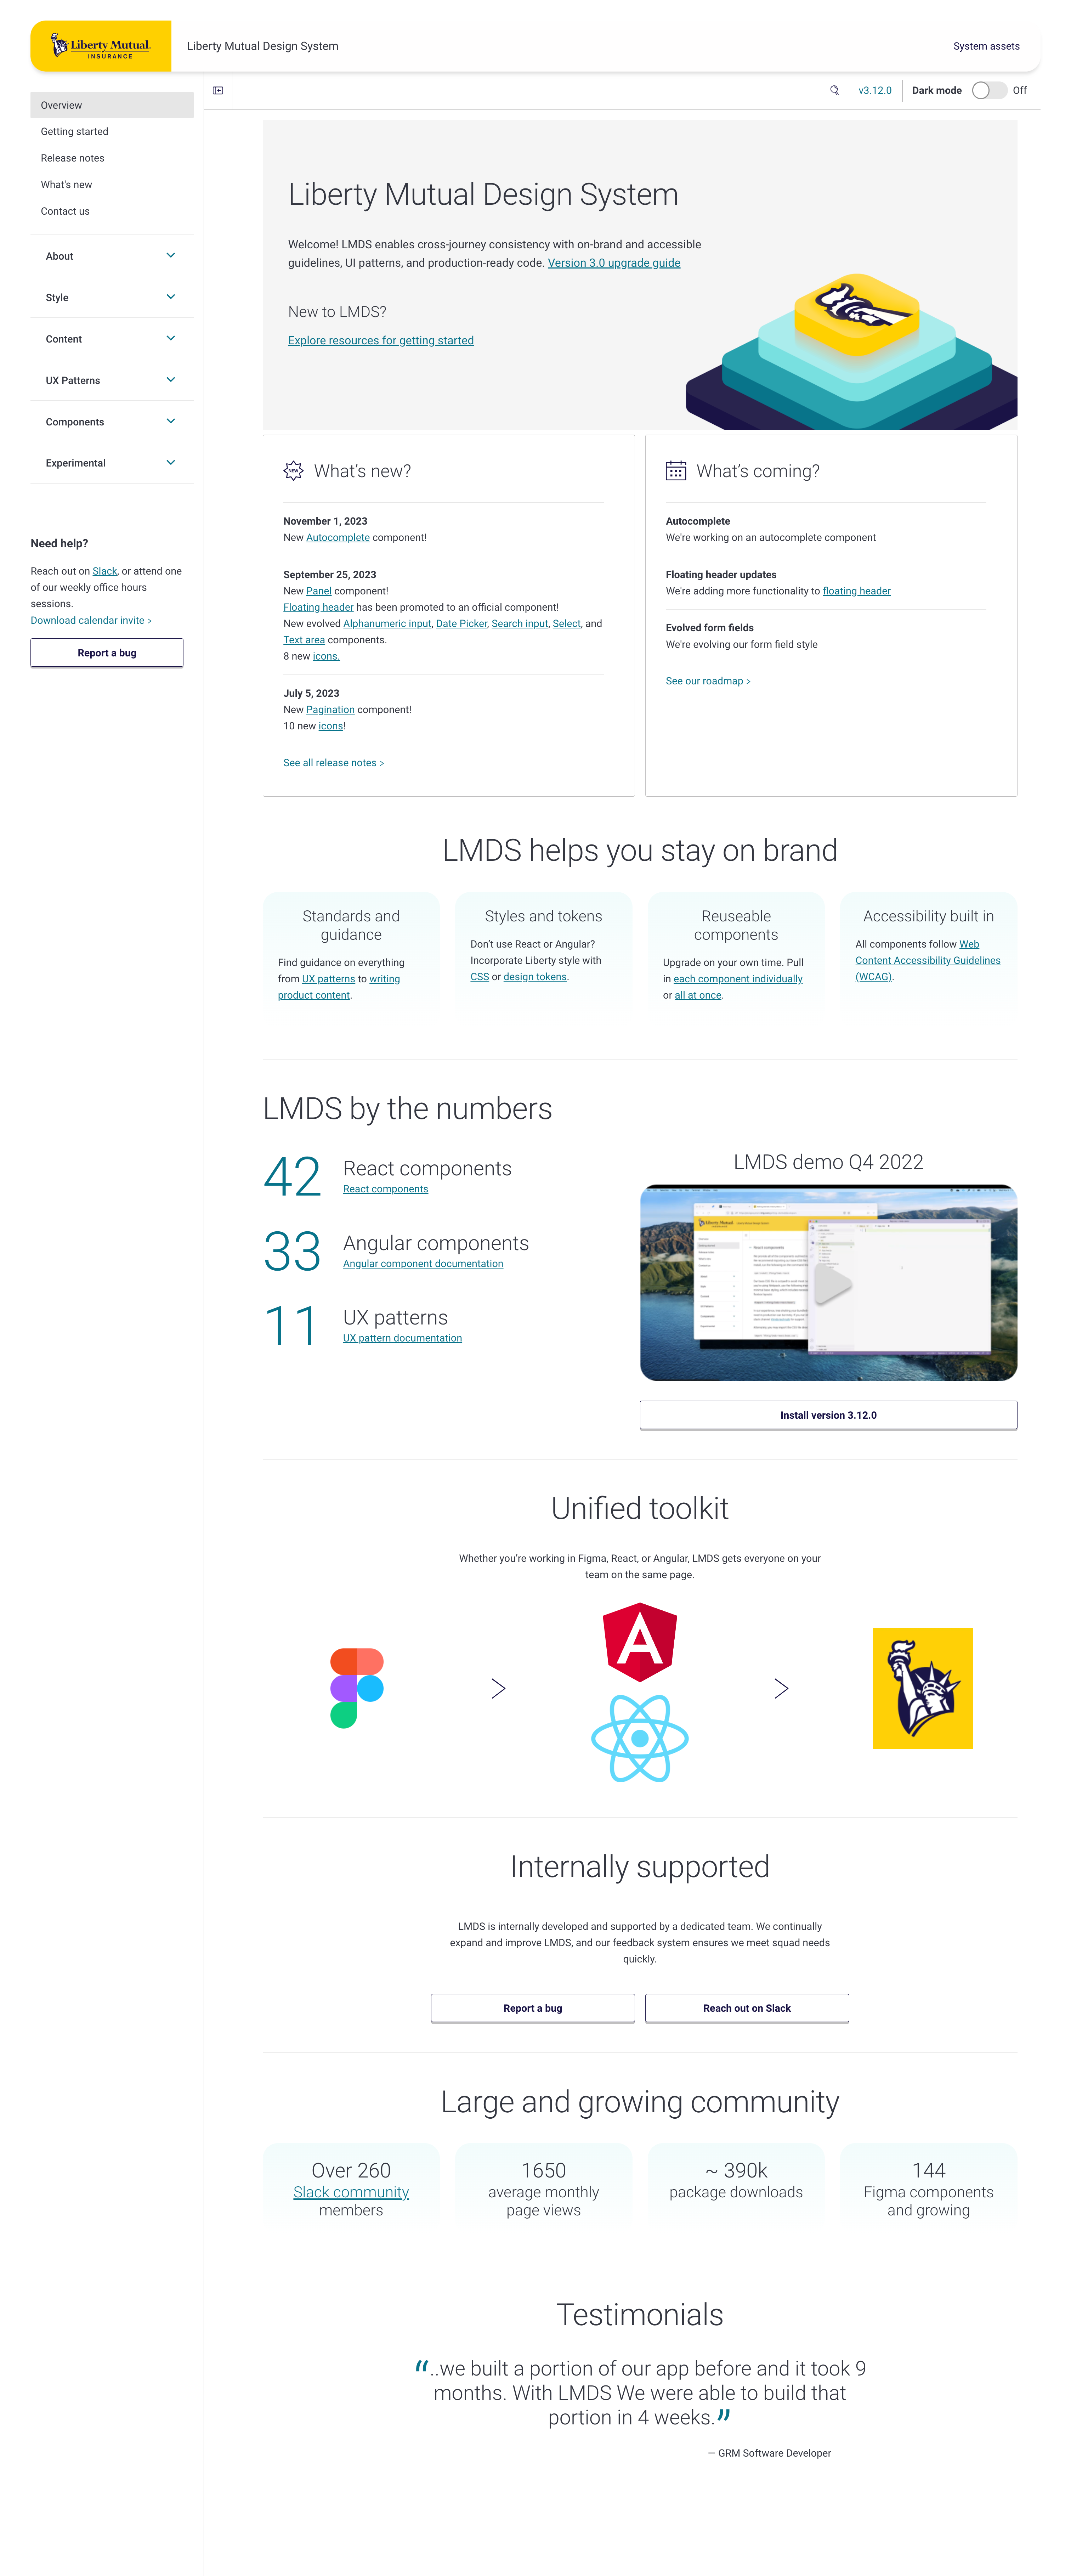 Liberty Mutual.
INSURANCE
Liberty Mutual Design System
System assets
Overview
Getting started
Release notes
What's new
Contact us
About
Style
Content
UX Patterns
Components
Experimental
Need help?
Reach out on Slack, or attend one
of our weekly office hours
sessions.
Download calendar invite >
Report a bug
v3.12.0
Dark mode
Off
Liberty Mutual Design System
Welcome! LMDS enables cross-journey consistency with on-brand and accessible
guidelines, UI patterns, and production-ready code. Version 3.0 upgrade guide
New to LMDS?
Explore resources for getting started
NEW
What's new?
November 1, 2023
New Autocomplete component!
September 25, 2023
New Panel component!
Floating header has been promoted to an official component!
New evolved Alphanumeric input, Date Picker, Search input, Select, and
Text area components.
8 new icons.
July 5, 2023
New Pagination component!
10 new icons!
See all release notes >
What's coming?
Autocomplete
We're working on an autocomplete component
Floating header updates
We're adding more functionality to floating header
Evolved form fields
We're evolving our form field style
See our roadmap >
LMDS helps you stay on brand
Standards and
guidance
Find guidance on everything
from UX patterns to writing
product content.
Styles and tokens
Don't use React or Angular?
Incorporate Liberty style with
CSS or design tokens.
Reuseable
components
Upgrade on your own time. Pull
in each component individually
or all at once.
Accessibility built in
All components follow Web
Content Accessibility Guidelines
(WCAG).
LMDS by the numbers
42
React components
React components
33
Angular components
Angular component documentation
11
UX patterns
UX pattern documentation
LMDS demo Q4 2022
Install version 3.12.0
Unified toolkit
Whether you're working in Figma, React, or Angular, LMDS gets everyone on your
team on the same page.
Internally supported
LMDS is internally developed and supported by a dedicated team. We continually
expand and improve LMDS, and our feedback system ensures we meet squad needs
quickly.
Report a bug
Reach out on Slack
Large and growing community
Over 260
Slack community
members
1650
average monthly
page views
~ 390k
package downloads
144
Figma components
and growing
Testimonials
“..we built a portion of our app before and it took 9
months. With LMDS We were able to build that
portion in 4 weeks.”
— GRM Software Developer